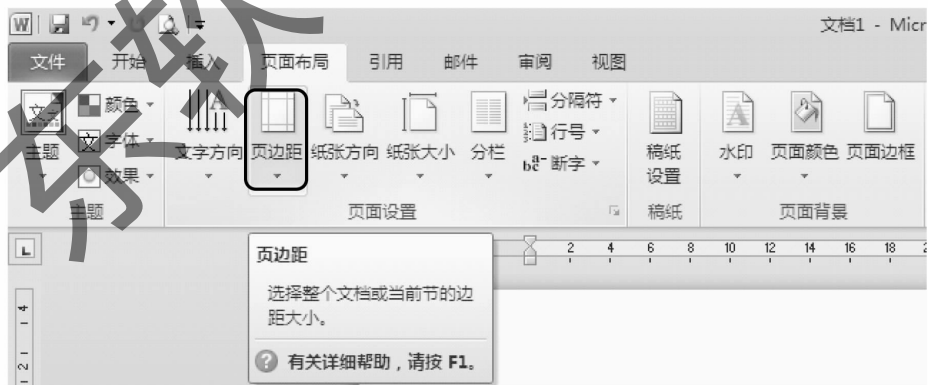 W
文档1 - Micr
文件 开始 插入 页面布局 引用 邮件 审阅 视图
文 颜色 分隔符
文 字体 A 行号
主题 文字方向 页边距 纸张方向 纸张大小 分栏 稿纸 A 水印 页面颜色 页面边框
效果 bc a- 断字 设置
主题 页面设置 稿纸 页面背景
L 2 4 6 8 10 12 14 16 18 2
页边距
选择整个文档或当前节的边
距大小。
4
2 1
? 有关详细帮助，请按 F1。